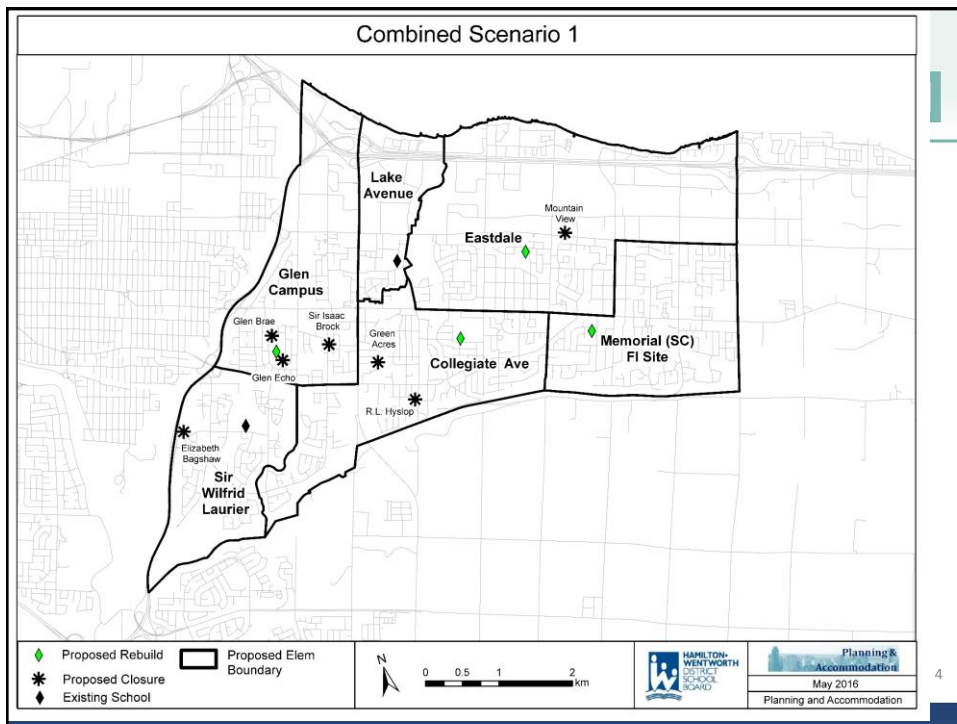 Combined Scenario 1
Lake
Avenue
Mountain
View
Eastdale
Glen
Campus
Glen Brae
Sir Isaac
Brock
Green
Acres
Memorial (SC)
FI Site
Collegiate Ave
Glen Echo
R.L. Hyslop
Elizabeth
Bagshaw
Sir
Wilfrid
Laurier
Proposed Rebuild
Proposed Closure
Existing School
Proposed Elem
Boundary
N
0 0.5 1 2
km
HAMILTON-
WENTWORTH
DISTRICT
SCHOOL
BOARD
Planning &
Accommodation
May 2016
Planning and Accommodation
4